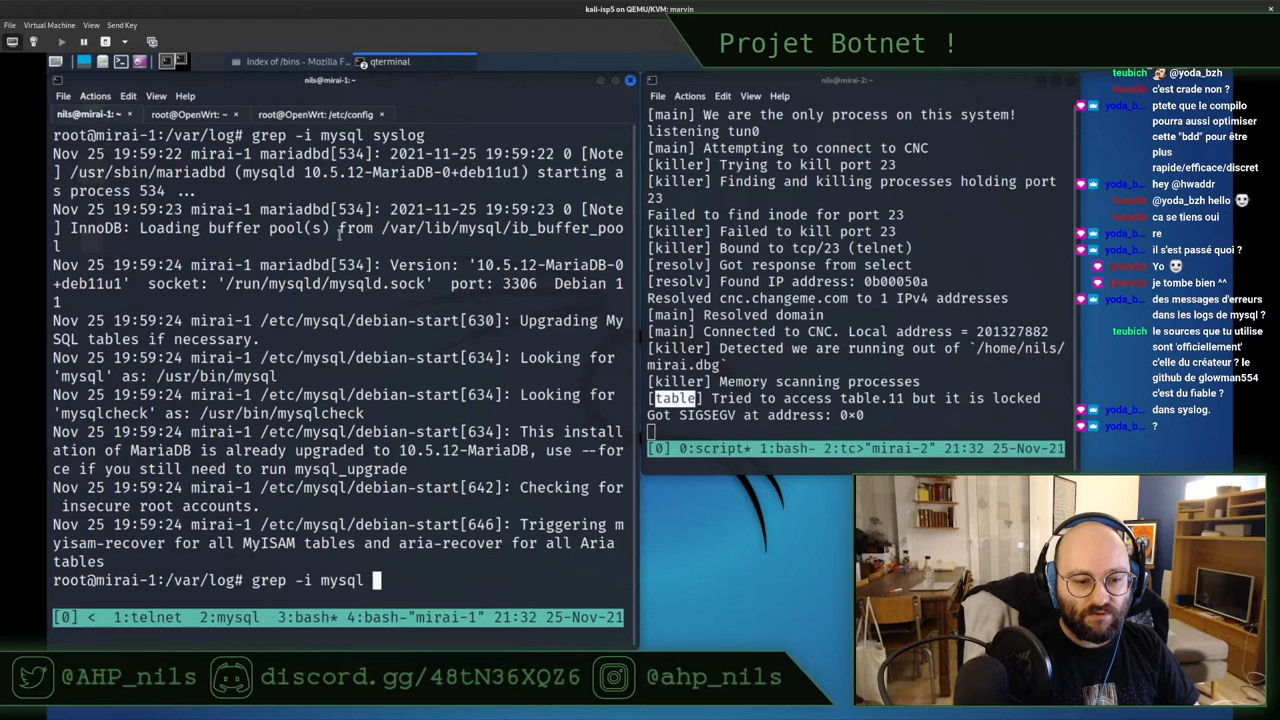 kali-isp5 on QEMU/KVM: marvin
File Virtual Machine View Send Key
Projet Botnet !
Index of /bins - Mozilla F...
qterminal
nils@mirai-1: ~
File Actions Edit View Help
nils@mirai-1: ~ × root@OpenWrt: ~ × root@OpenWrt: /etc/config ×
root@mirai-1:/var/log# grep -i mysql syslog
Nov 25 19:59:22 mirai-1 mariadbd[534]: 2021-11-25 19:59:22 0 [Note
] /usr/sbin/mariadbd (mysqld 10.5.12-MariaDB-0+deb11u1) starting a
s process 534 ...
Nov 25 19:59:23 mirai-1 mariadbd[534]: 2021-11-25 19:59:23 0 [Note
] InnoDB: Loading buffer pool(s) from /var/lib/mysql/ib_buffer_poo
l
Nov 25 19:59:24 mirai-1 mariadbd[534]: Version: '10.5.12-MariaDB-0
+deb11u1'  socket: '/run/mysqld/mysqld.sock'  port: 3306  Debian 1
1
Nov 25 19:59:24 mirai-1 /etc/mysql/debian-start[630]: Upgrading My
SQL tables if necessary.
Nov 25 19:59:24 mirai-1 /etc/mysql/debian-start[634]: Looking for
'mysql' as: /usr/bin/mysql
Nov 25 19:59:24 mirai-1 /etc/mysql/debian-start[634]: Looking for
'mysqlcheck' as: /usr/bin/mysqlcheck
Nov 25 19:59:24 mirai-1 /etc/mysql/debian-start[634]: This install
ation of MariaDB is already upgraded to 10.5.12-MariaDB, use --for
ce if you still need to run mysql_upgrade
Nov 25 19:59:24 mirai-1 /etc/mysql/debian-start[642]: Checking for
 insecure root accounts.
Nov 25 19:59:24 mirai-1 /etc/mysql/debian-start[646]: Triggering m
yisam-recover for all MyISAM tables and aria-recover for all Aria
tables
root@mirai-1:/var/log# grep -i mysql
[0] < 1:telnet 2:mysql 3:bash* 4:bash-"mirai-1" 21:32 25-Nov-21
nils@mirai-2: ~
File Actions Edit View Help
[main] We are the only process on this system!
listening tun0
[main] Attempting to connect to CNC
[killer] Trying to kill port 23
[killer] Finding and killing processes holding port
23
Failed to find inode for port 23
[killer] Failed to kill port 23
[killer] Bound to tcp/23 (telnet)
[resolv] Got response from select
[resolv] Found IP address: 0b00050a
Resolved cnc.changeme.com to 1 IPv4 addresses
[main] Resolved domain
[main] Connected to CNC. Local address = 201327882
[killer] Detected we are running out of `/home/nils/
mirai.dbg`
[killer] Memory scanning processes
[table] Tried to access table.11 but it is locked
Got SIGSEGV at address: 0×0
[0] 0:script* 1:bash- 2:tc>"mirai-2" 21:32 25-Nov-21
teubich @yoda_bzh
c'est crade non ?
yoda_b... ptete que le compilo
pourra aussi optimiser
cette "bdd" pour être
plus
rapide/efficace/discret
yoda_b... hey @hwaddr
@yoda_bzh hello
yoda_b... ca se tiens oui
yoda_b... re
yoda_b... il s'est passé quoi ?
Yo
je tombe bien ^^
yoda_b... des messages d'erreurs
dans les logs de mysql ?
teubich le sources que tu utilise
sont 'officiellement'
c'elle du créateur ? le
github de glowman554
c'est du fiable ?
yoda_b... dans syslog.
yoda_b... ?
@AHP_nils discord.gg/48tN36XQZ6 @ahp_nils